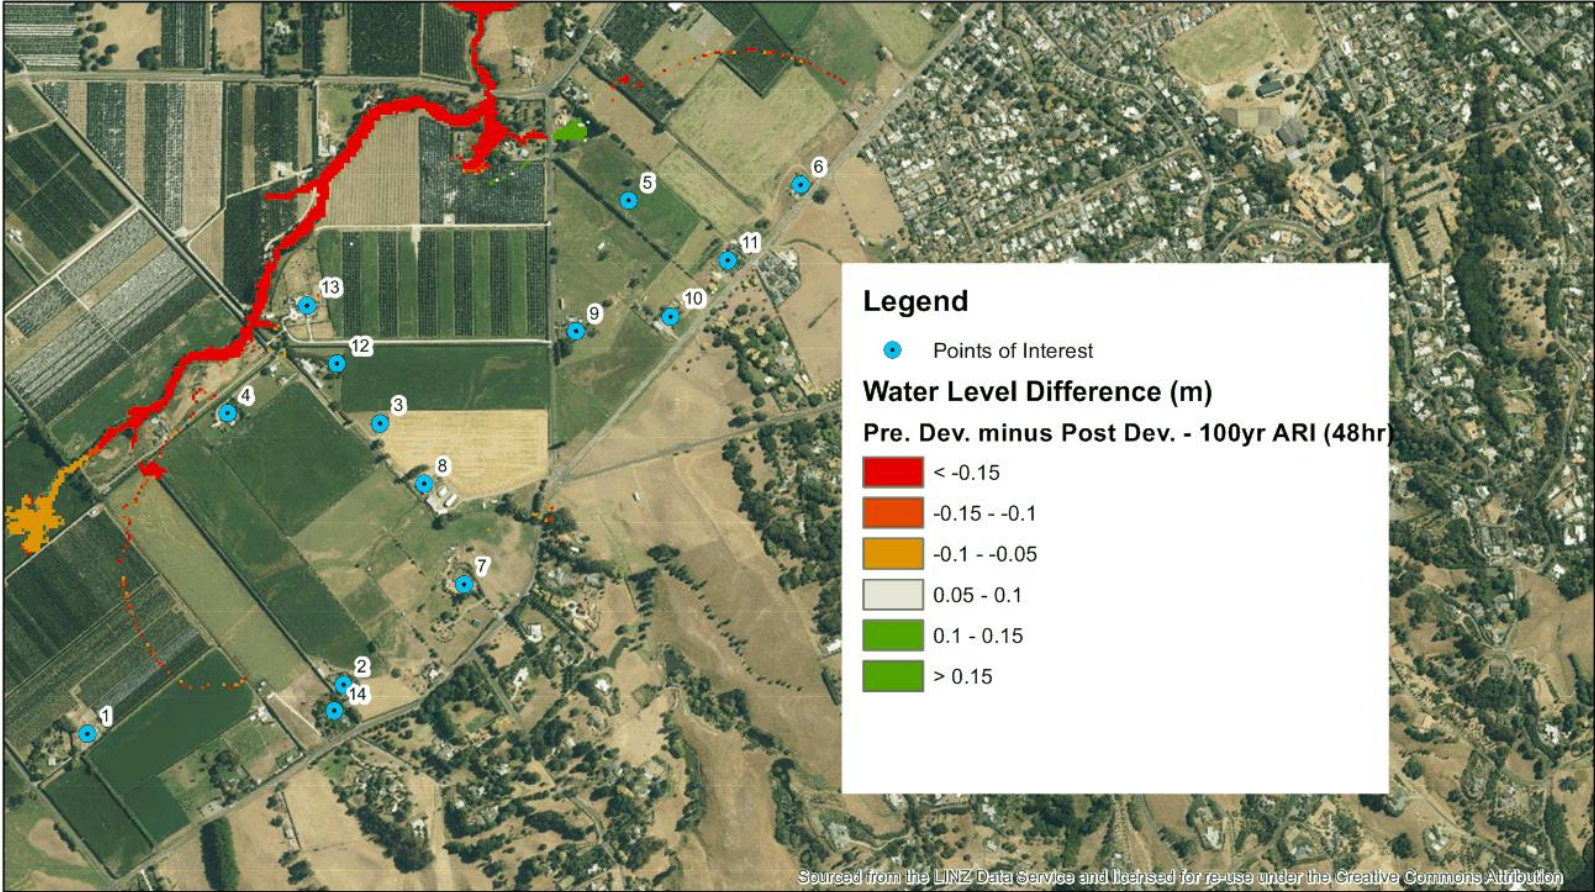 6
5
11
13
10
9
12
4
3
8
7
2
14
1
Legend
Points of Interest
Water Level Difference (m)
Pre. Dev. minus Post Dev. - 100yr ARI (48hr)
< -0.15
-0.15 - -0.1
-0.1 - -0.05
0.05 - 0.1
0.1 - 0.15
> 0.15
Sourced from the LINZ Data Service and licensed for re-use under the Creative Commons Attribution